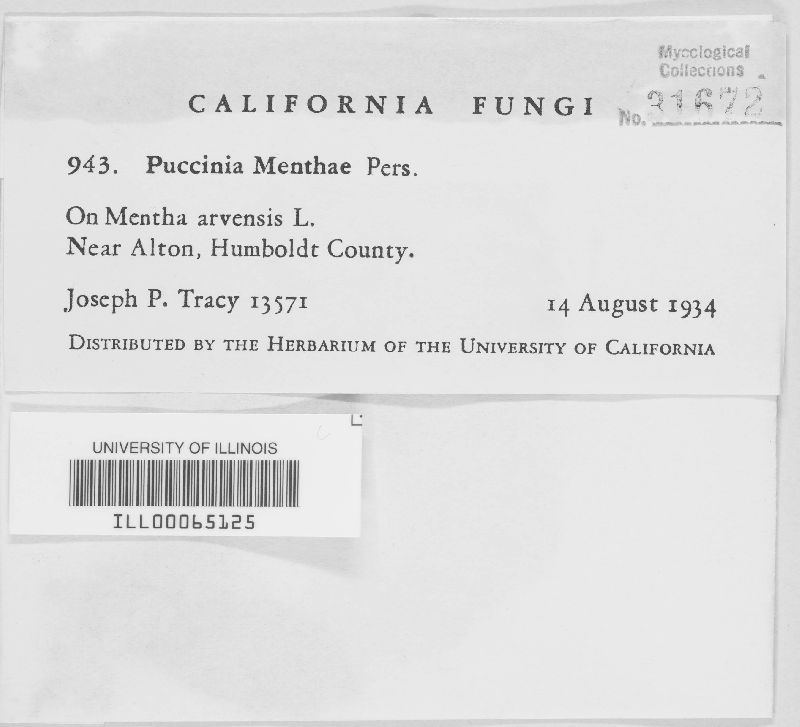 Mycological
Collections
CALIFORNIA FUNGI
No. 31672
943. Puccinia Menthae Pers.
On Mentha arvensis L.
Near Alton, Humboldt County.
Joseph P. Tracy 13571 14 August 1934
DISTRIBUTED BY THE HERBARIUM OF THE UNIVERSITY OF CALIFORNIA
UNIVERSITY OF ILLINOIS
ILL00065125